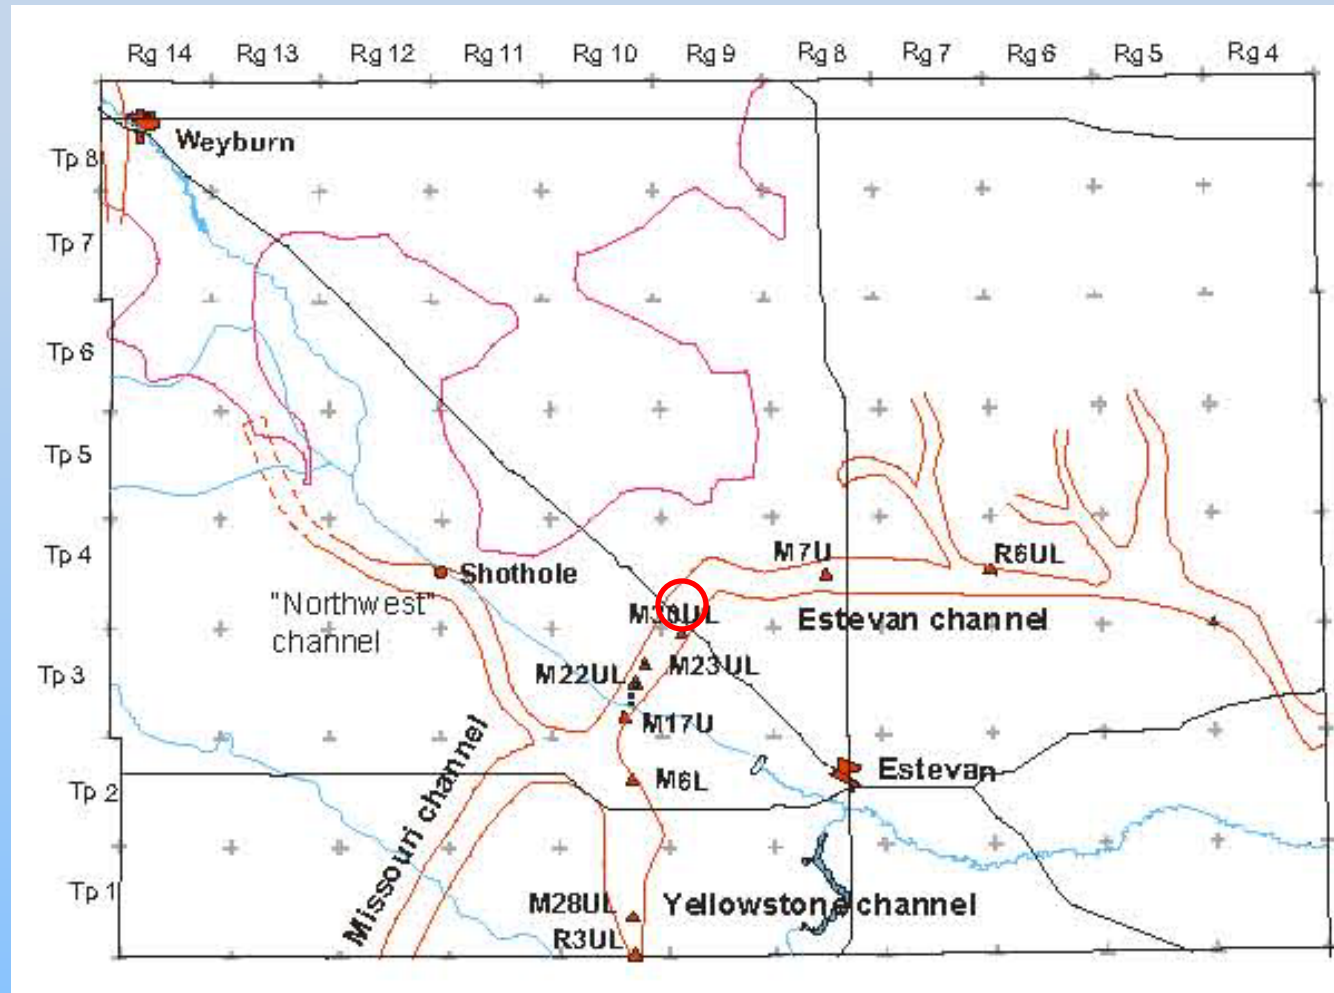 Rg 14 Rg 13 Rg 12 Rg 11 Rg 10 Rg 9 Rg 8 Rg 7 Rg 6 Rg 5 Rg 4
Weyburn
Tp 8
Tp 7
Tp 6
Tp 5
Tp 4
M7U
R6UL
Shothole
"Northwest"
channel
M30UL
Estevan channel
Tp 3
M22UL
M23UL
M17U
Missouri channel
Estevan
M6L
Tp 2
Tp 1
M28UL
Yellowstone channel
R3UL